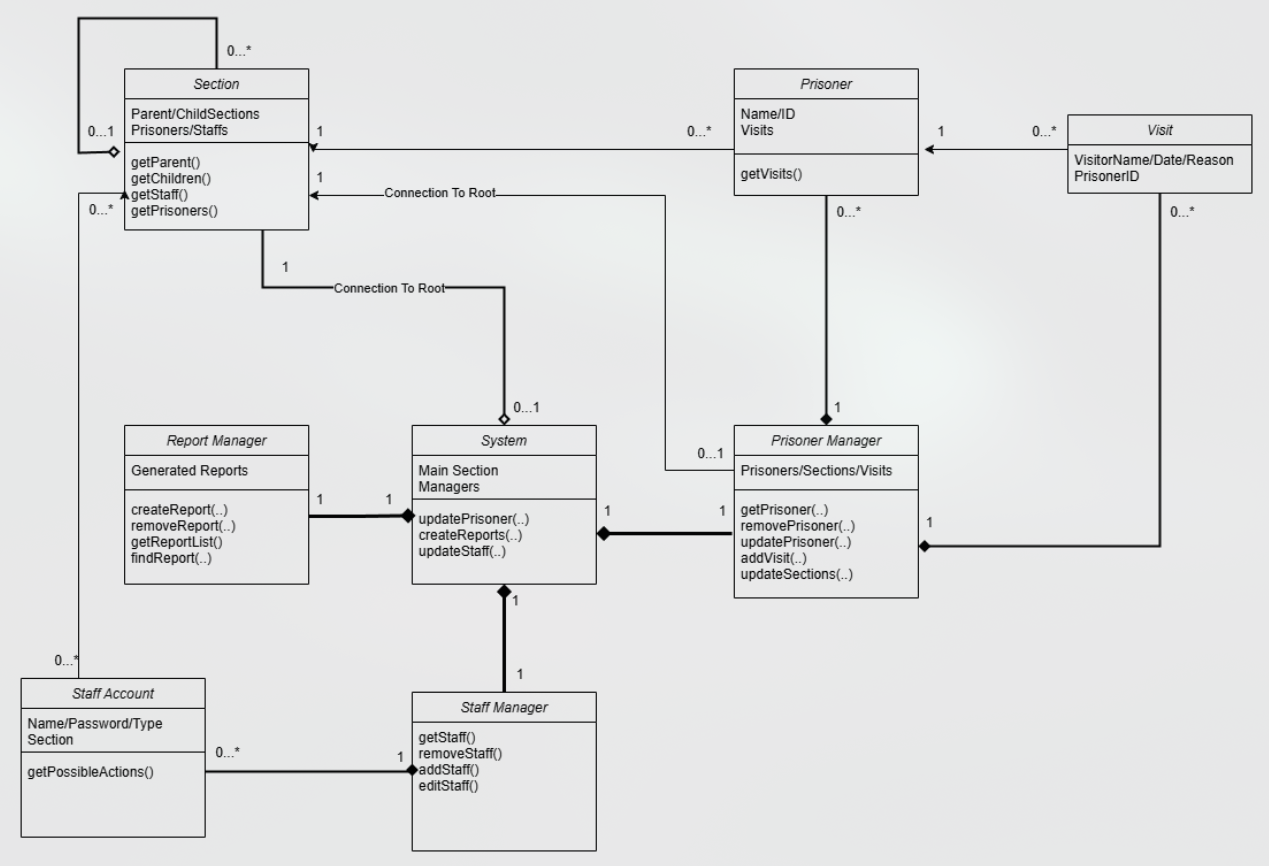 0...*
Section
0...1
Parent/ChildSections
Prisoners/Staffs
getParent()
getChildren()
getStaff()
getPrisoners()
0...*
1
0...*
1
Connection To Root
Prisoner
Name/ID
Visits
getVisits()
1
0...*
Visit
VisitorName/Date/Reason
PrisonerID
0...*
0...*
1
Connection To Root
0...1
1
0...1
Report Manager
Generated Reports
createReport(..)
removeReport(..)
getReportList()
findReport(..)
1
1
System
Main Section
Managers
updatePrisoner(..)
createReports(..)
updateStaff(..)
1
1
Prisoner Manager
Prisoners/Sections/Visits
getPrisoner(..)
removePrisoner(..)
updatePrisoner(..)
addVisit(..)
updateSections(..)
1
1
1
0...*
Staff Account
Name/Password/Type
Section
getPossibleActions()
0...*
1
Staff Manager
getStaff()
removeStaff()
addStaff()
editStaff()